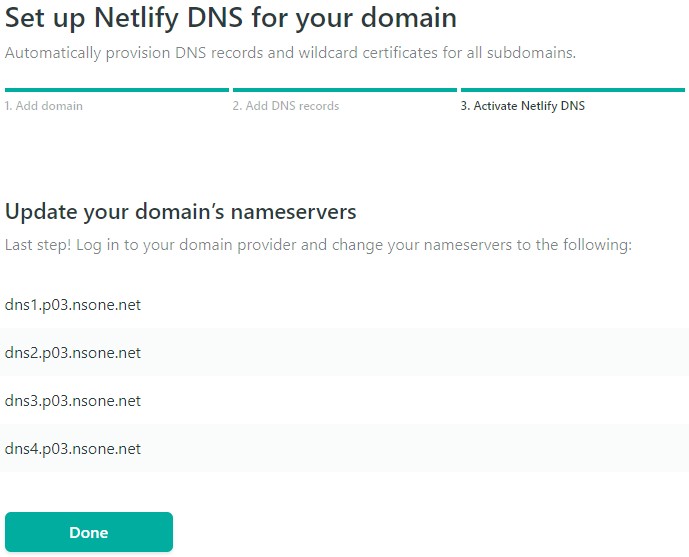 Set up Netlify DNS for your domain
Automatically provision DNS records and wildcard certificates for all subdomains.
1. Add domain
2. Add DNS records
3. Activate Netlify DNS
Update your domain’s nameservers
Last step! Log in to your domain provider and change your nameservers to the following:
dns1.p03.nsone.net
dns2.p03.nsone.net
dns3.p03.nsone.net
dns4.p03.nsone.net
Done